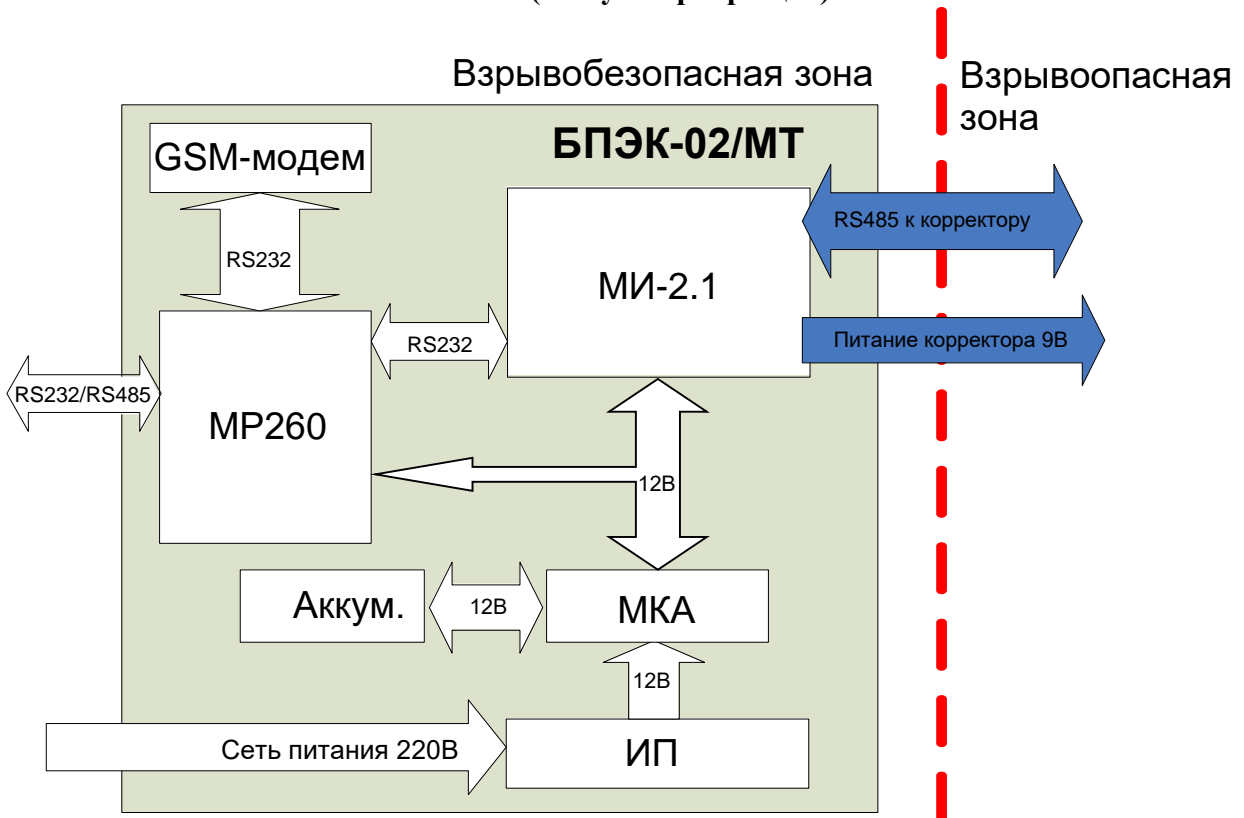 Взрывобезопасная зона
Взрывоопасная
зона
БПЭК-02/МТ
GSM-модем
RS485 к корректору
RS232
МИ-2.1
RS232
Питание корректора 9В
RS232/RS485
МР260
12В
Аккум.
12В
МКА
12В
Сеть питания 220В
ИП